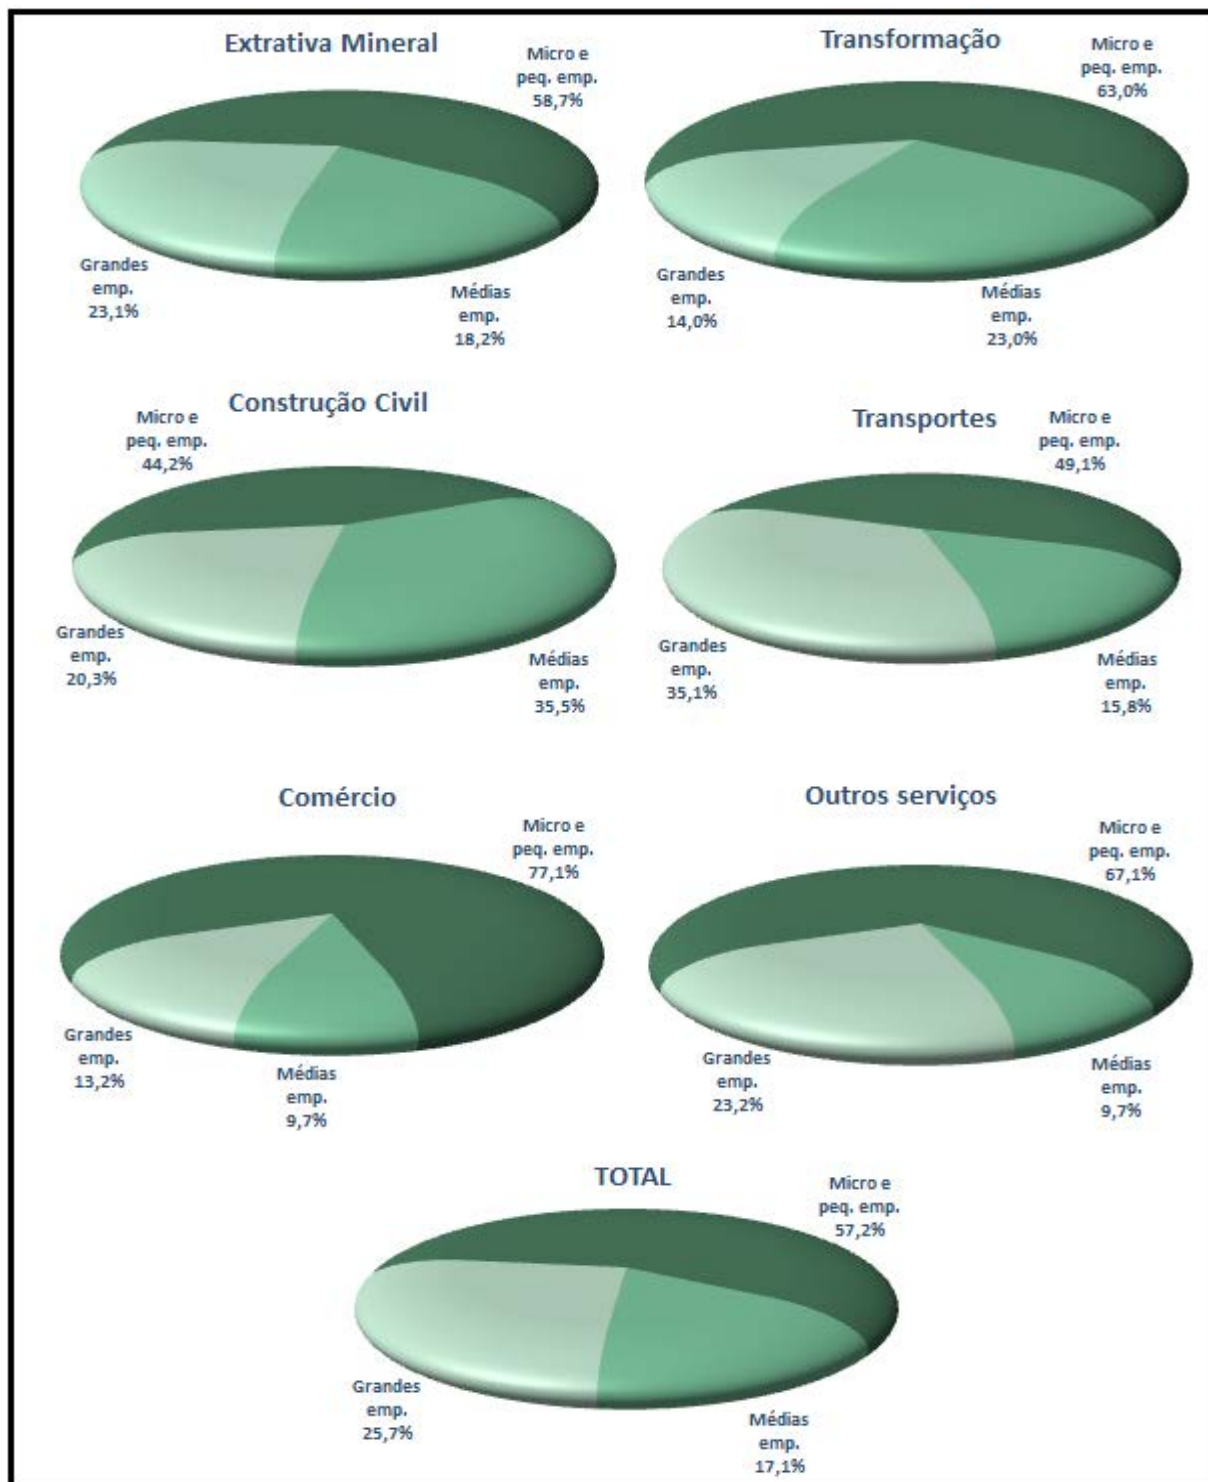 Extrativa Mineral
Micro e
peq. emp.
58,7%
Grandes
emp.
23,1%
Médias
emp.
18,2%
Transformação
Micro e
peq. emp.
63,0%
Grandes
emp.
14,0%
Médias
emp.
23,0%
Construção Civil
Micro e
peq. emp.
44,2%
Grandes
emp.
20,3%
Médias
emp.
35,5%
Transportes
Micro e
peq. emp.
49,1%
Grandes
emp.
35,1%
Médias
emp.
15,8%
Comércio
Micro e
peq. emp.
77,1%
Grandes
emp.
13,2%
Médias
emp.
9,7%
Outros serviços
Micro e
peq. emp.
67,1%
Grandes
emp.
23,2%
Médias
emp.
9,7%
TOTAL
Micro e
peq. emp.
57,2%
Grandes
emp.
25,7%
Médias
emp.
17,1%